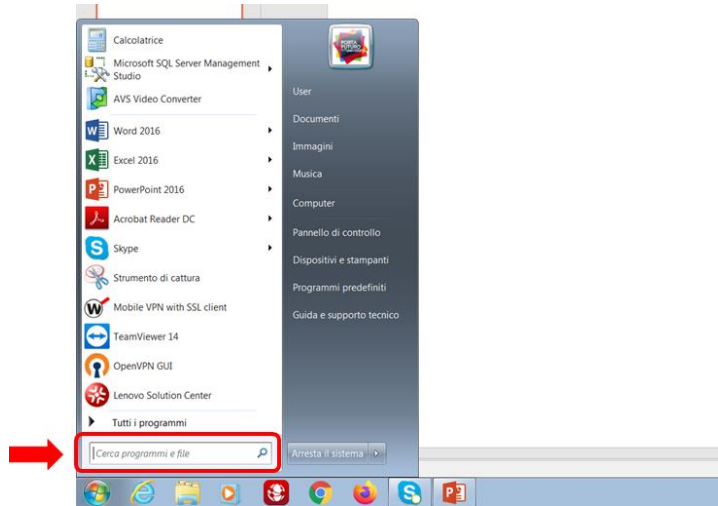 Calcolatrice
Microsoft SQL Server Management
Studio
AVS Video Converter
Word 2016
Excel 2016
PowerPoint 2016
Acrobat Reader DC
Skype
Strumento di cattura
Mobile VPN with SSL client
TeamViewer 14
OpenVPN GUI
Lenovo Solution Center
Tutti i programmi
Cerca programmi e file
PORTA
FUTURO
User
Documenti
Immagini
Musica
Computer
Pannello di controllo
Dispositivi e stampanti
Programmi predefiniti
Guida e supporto tecnico
Arresta il sistema